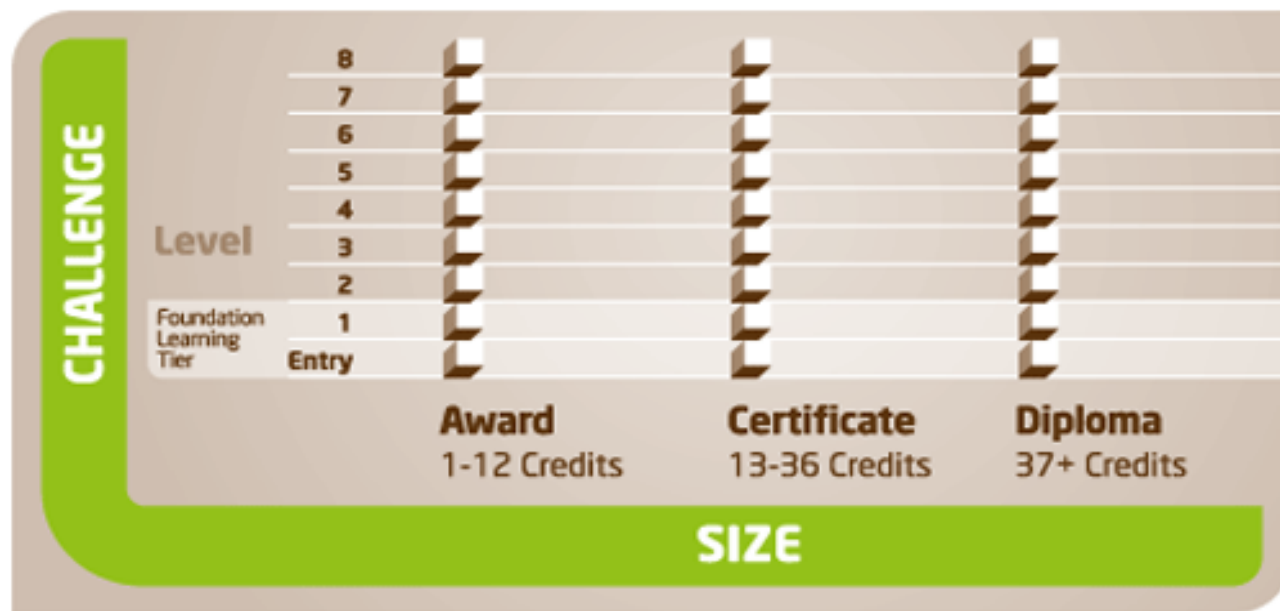 CHALLENGE
8
7
6
5
4
Level
3
2
Foundation
Learning
Tier
1
Entry
Award
1-12 Credits
Certificate
13-36 Credits
Diploma
37+ Credits
SIZE